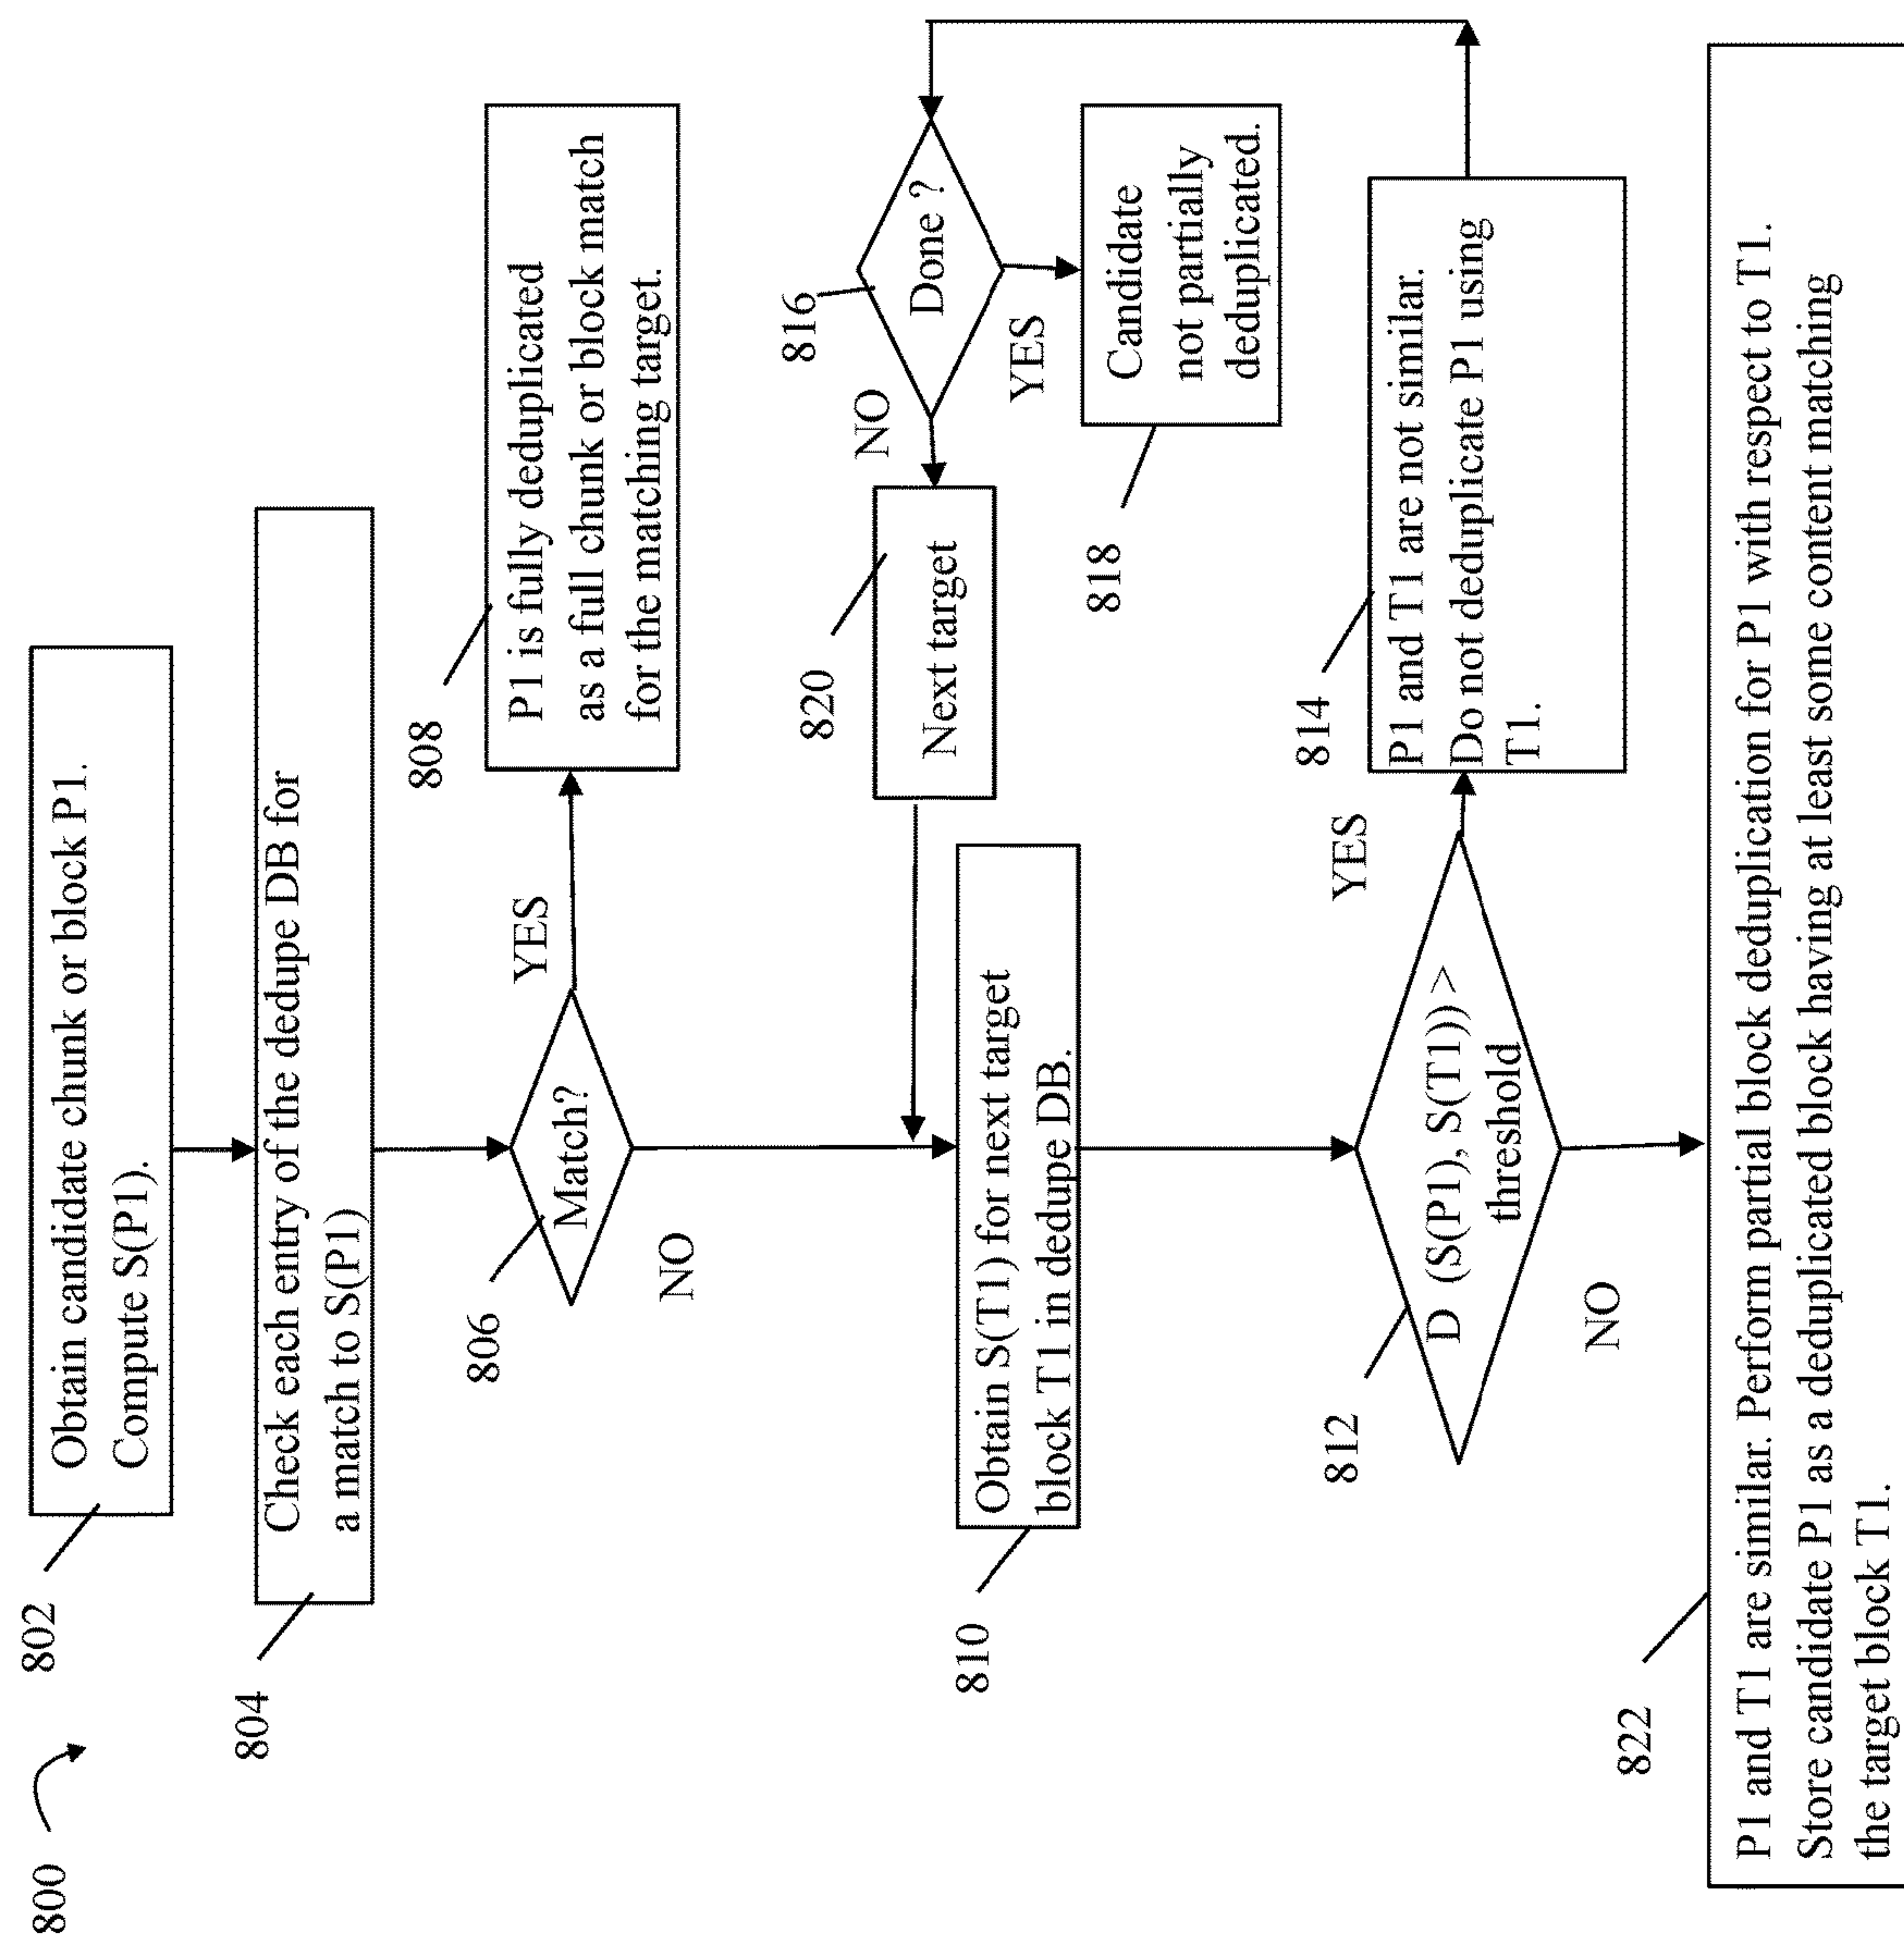 800
802
Obtain candidate chunk or block P1.
Compute S(P1).
804
Check each entry of the dedupe DB for
a match to S(P1)
806
Match?
YES
NO
808
P1 is fully deduplicated
as a full chunk or block match
for the matching target.
810
Obtain S(T1) for next target
block T1 in dedupe DB.
820
Next target
NO
816
Done ?
YES
818
Candidate
not partially
deduplicated.
812
D (S(P1), S(T1)) >
threshold
YES
NO
814
P1 and T1 are not similar.
Do not deduplicate P1 using
T1.
822
P1 and T1 are similar. Perform partial block deduplication for P1 with respect to T1.
Store candidate P1 as a deduplicated block having at least some content matching
the target block T1.